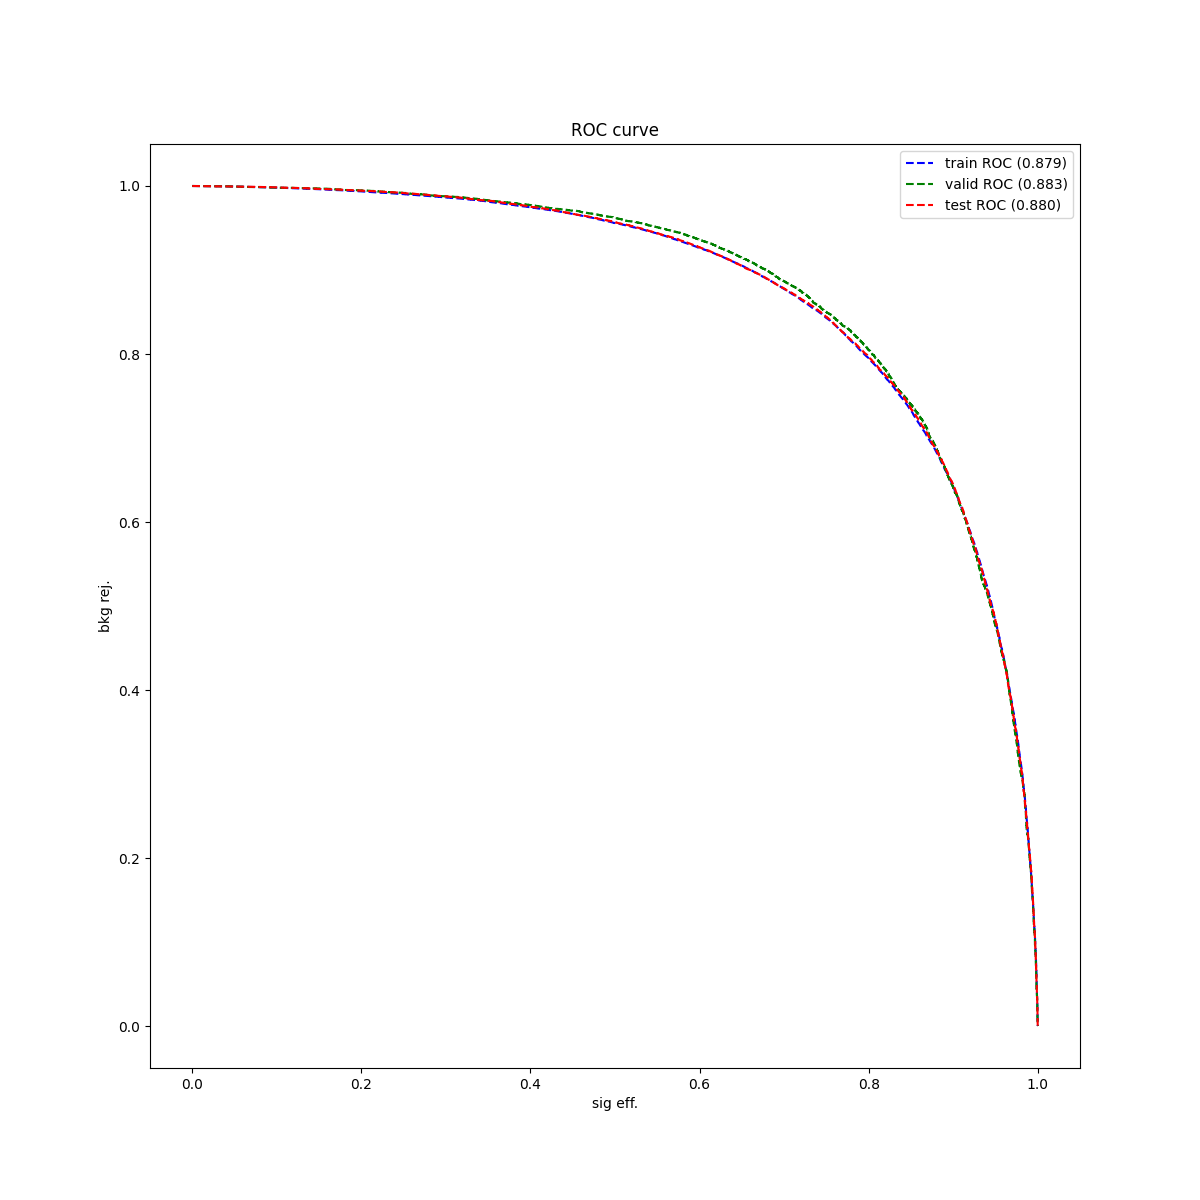 ROC curve
train ROC (0.879)
valid ROC (0.883)
test ROC (0.880)
1.0
0.8
0.6
0.4
0.2
0.0
bkg rej.
0.0 0.2 0.4 0.6 0.8 1.0
sig eff.